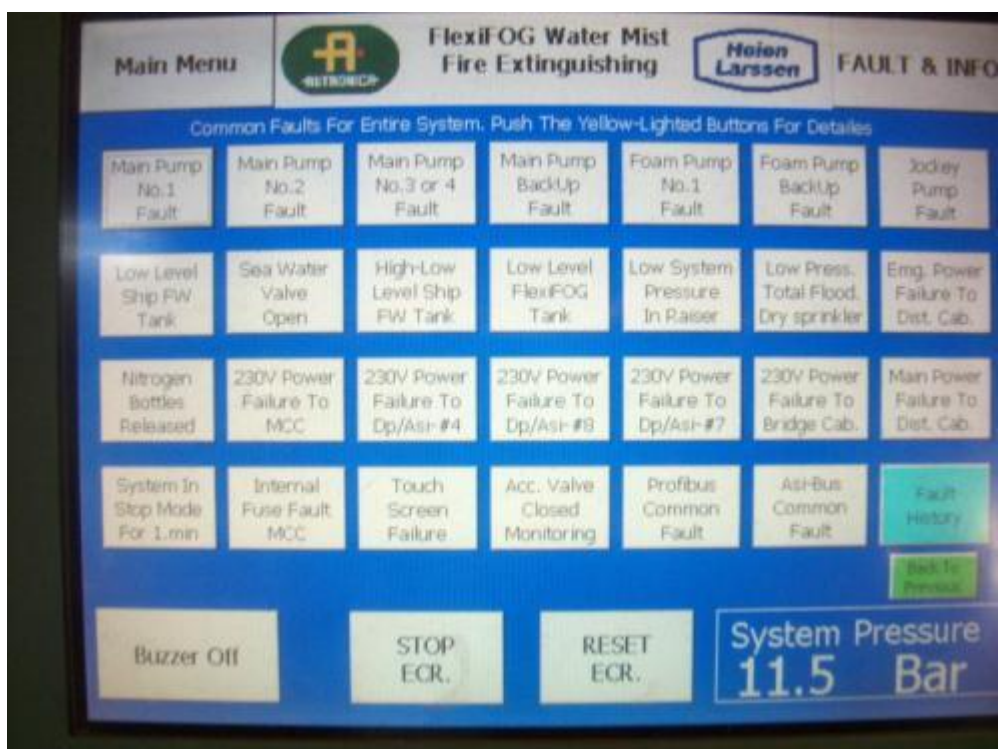 Main Menu
FlexiFOG Water Mist
Fire Extinguishing
Heien
Larssen
FAULT & INFO
Common Faults For Entire System. Push The Yellow-Lighted Buttons For Detailes
Main Pump
No.1
Fault
Main Pump
No.2
Fault
Main Pump
No.3 or 4
Fault
Main Pump
BackUp
Fault
Foam Pump
No.1
Fault
Foam Pump
BackUp
Fault
Jockey
Pump
Fault
Low Level
Ship FW
Tank
Sea Water
Valve
Open
High-Low
Level Ship
FW Tank
Low Level
FlexiFOG
Tank
Low System
Pressure
In Raiser
Low Press.
Total Flood.
Dry sprinkler
Emg. Power
Failure To
Dist. Cab.
Nitrogen
Bottles
Released
230V Power
Failure To
MCC
230V Power
Failure To
Dp/Asi-#4
230V Power
Failure To
Dp/Asi-#8
230V Power
Failure To
Dp/Asi-#7
230V Power
Failure To
Bridge Cab.
Main Power
Failure To
Dist. Cab.
System In
Stop Mode
For 1.min
Internal
Fuse Fault
MCC
Touch
Screen
Failure
Acc. Valve
Closed
Monitoring
Profibus
Common
Fault
Asi-Bus
Common
Fault
Fault
History
Back To
Previous
Buzzer Off
STOP
ECR.
RESET
ECR.
System Pressure
11.5 Bar